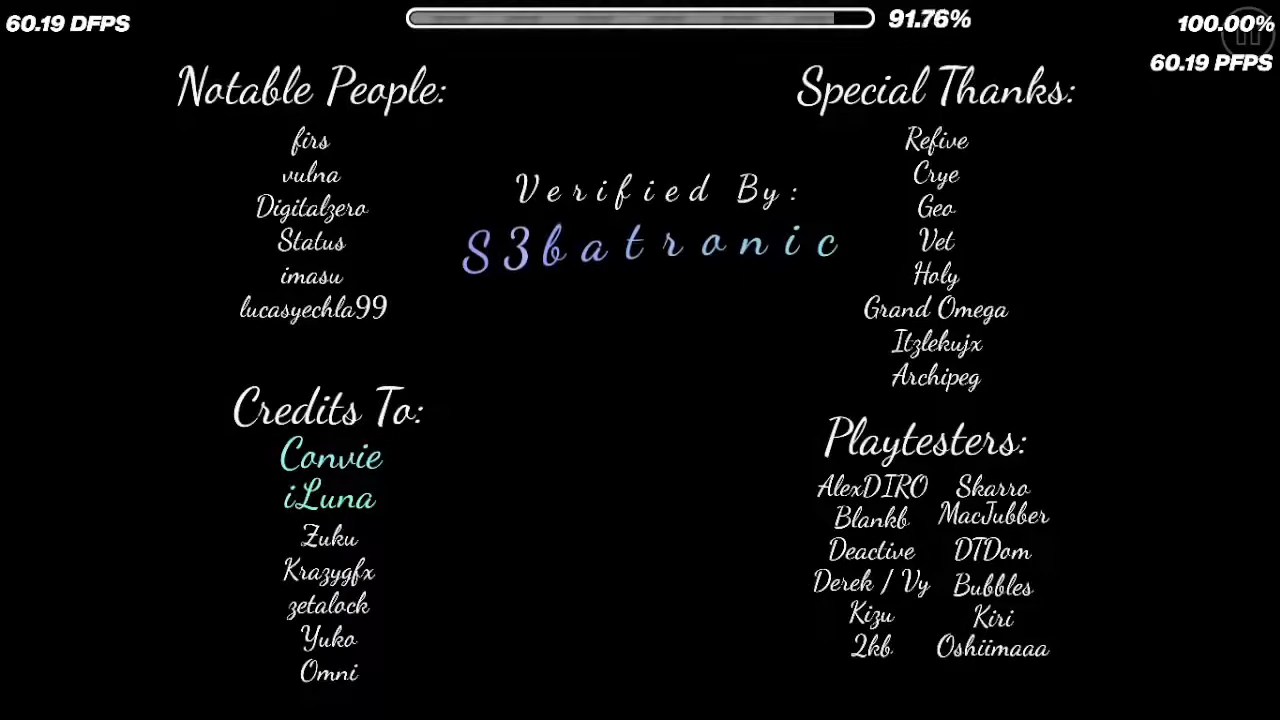 60.19 DFPS
91.76%
100.00%
60.19 PFPS
Notable People:
firs
vulna
Digitalzero
Status
imasu
lucasyechla99
Verified By:
S3batronic
Special Thanks:
Refive
Crye
Geo
Vet
Holy
Grand Omega
Itzlekujx
Archipeg
Credits To:
Convie
iLuna
Zuku
Krazygfx
zetalock
Yuko
Omni
Playtesters:
AlexDIRO Skarro
Blankb MacJubber
Deactive DTDom
Derek / Vy Bubbles
Kizu Kiri
2kb Oshiimaaa